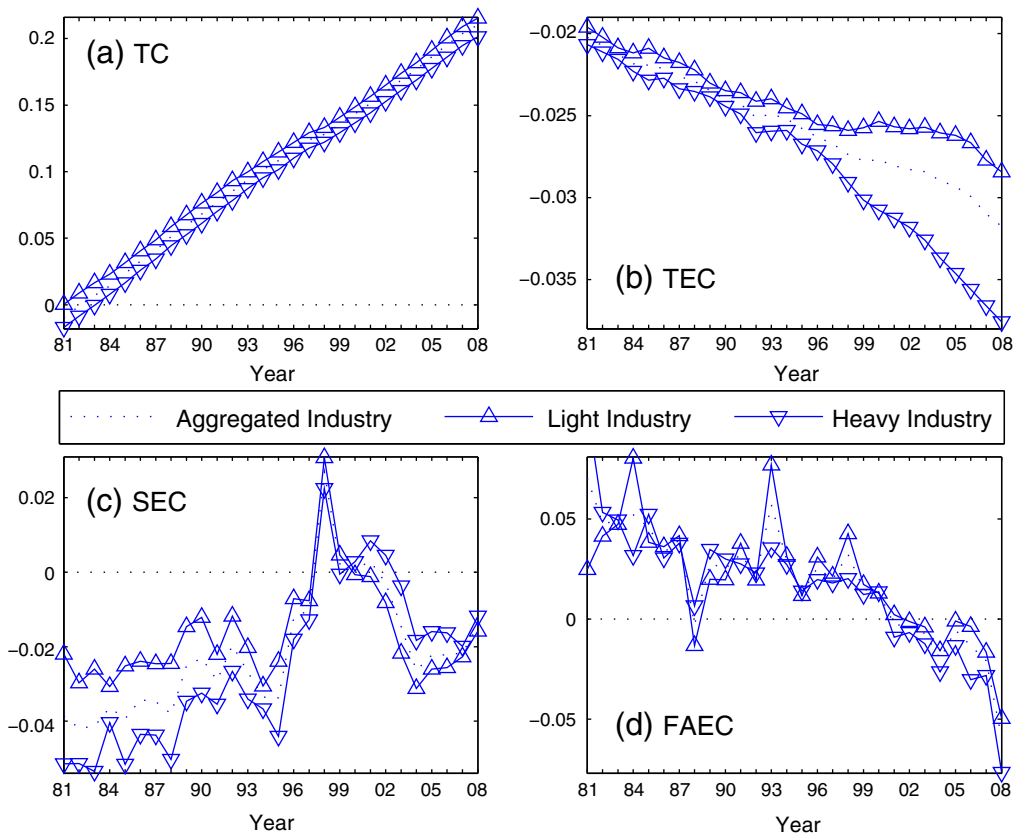 (a) TC
0.2
0.15
0.1
0.05
0
81 84 87 90 93 96 99 02 05 08
Year
(b) TEC
−0.02
−0.025
−0.03
−0.035
81 84 87 90 93 96 99 02 05 08
Year
Aggregated Industry Light Industry Heavy Industry
(c) SEC
0.02
0
−0.02
−0.04
81 84 87 90 93 96 99 02 05 08
Year
(d) FAEC
0.05
0
−0.05
81 84 87 90 93 96 99 02 05 08
Year